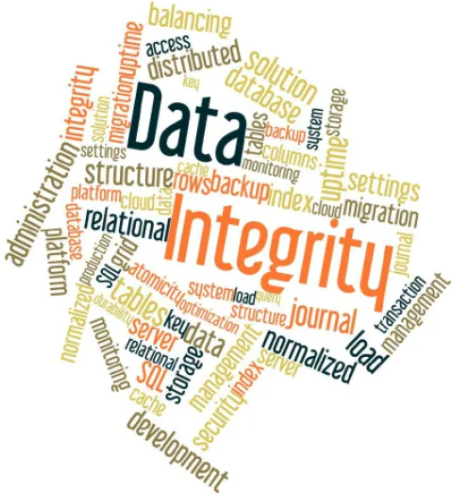 balancing
access
distributed
key
solution
database
uptime
migration
integrity
solution
Data
tables
backup
system
storage
monitoring
columns
cache
uptime
settings
settings
administration
structure
rows
backup
index
cloud
migration
platform
cloud
data
database
relational
Integrity
journal
platform
production
SQL
grid
atomicity
system
load
query
optimization
structure
journal
transaction
management
normalized
durability
tables
key
data
server
relational
monitoring
SQL
storage
cache
management
server
index
security
normalized
load
development